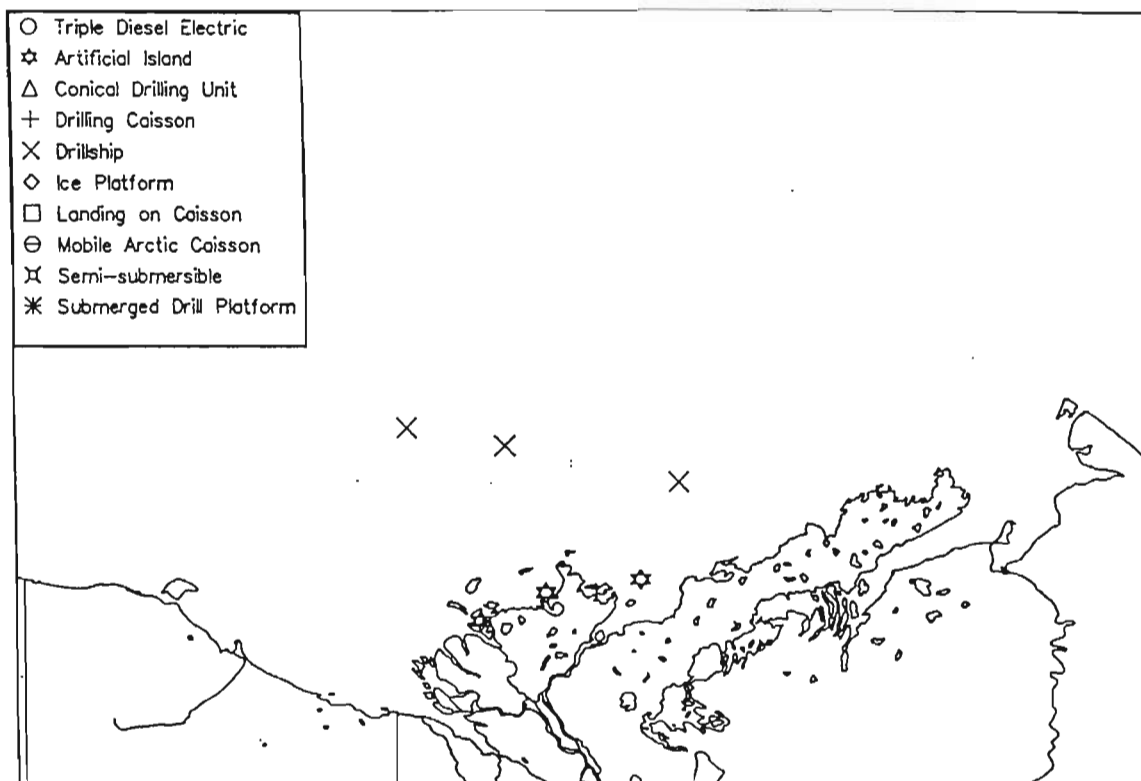 Triple Diesel Electric
Artificial Island
Conical Drilling Unit
Drilling Caisson
Drillship
Ice Platform
Landing on Caisson
Mobile Arctic Caisson
Semi-submersible
Submerged Drill Platform